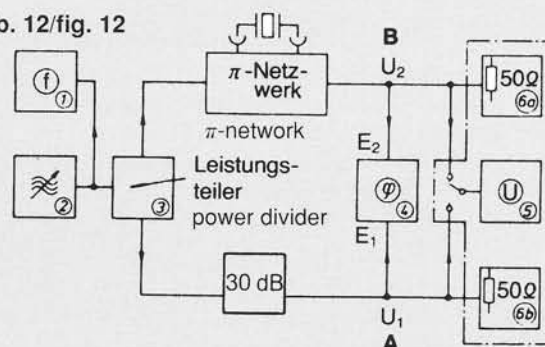 b. 12/fig. 12
f
1
2
3
π-Netz-
werk
π-network
Leistungs-
teiler
power divider
30 dB
B
U2
E2
φ
4
E1
U1
A
50Ω
6a
U
5
50Ω
6b